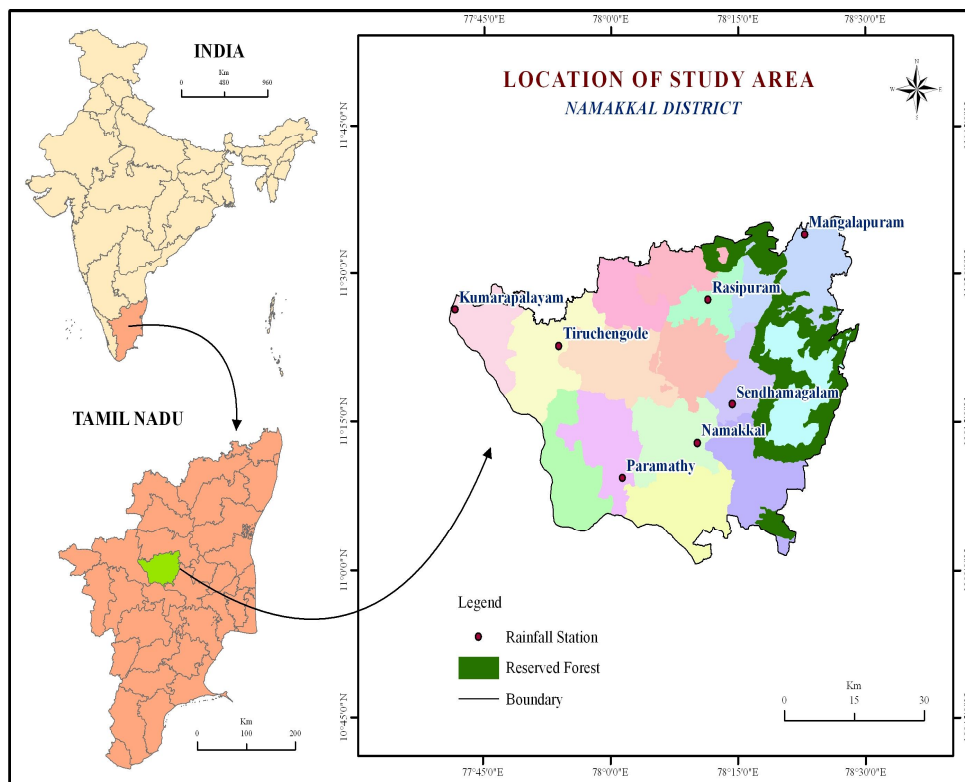 INDIA
Km
0 480 960
TAMIL NADU
Km
0 100 200
77°45'0"E 78°0'0"E 78°15'0"E 78°30'0"E
LOCATION OF STUDY AREA
NAMAKKAL DISTRICT
N
W E
S
11°45'0"N
11°30'0"N
11°15'0"N
11°0'0"N
10°45'0"N
Mangalapuram
Rasipuram
Kumarapalayam
Tiruchengode
Sendhamagalam
Namakkal
Paramathy
Legend
Rainfall Station
Reserved Forest
Boundary
Km
0 15 30
77°45'0"E 78°0'0"E 78°15'0"E 78°30'0"E